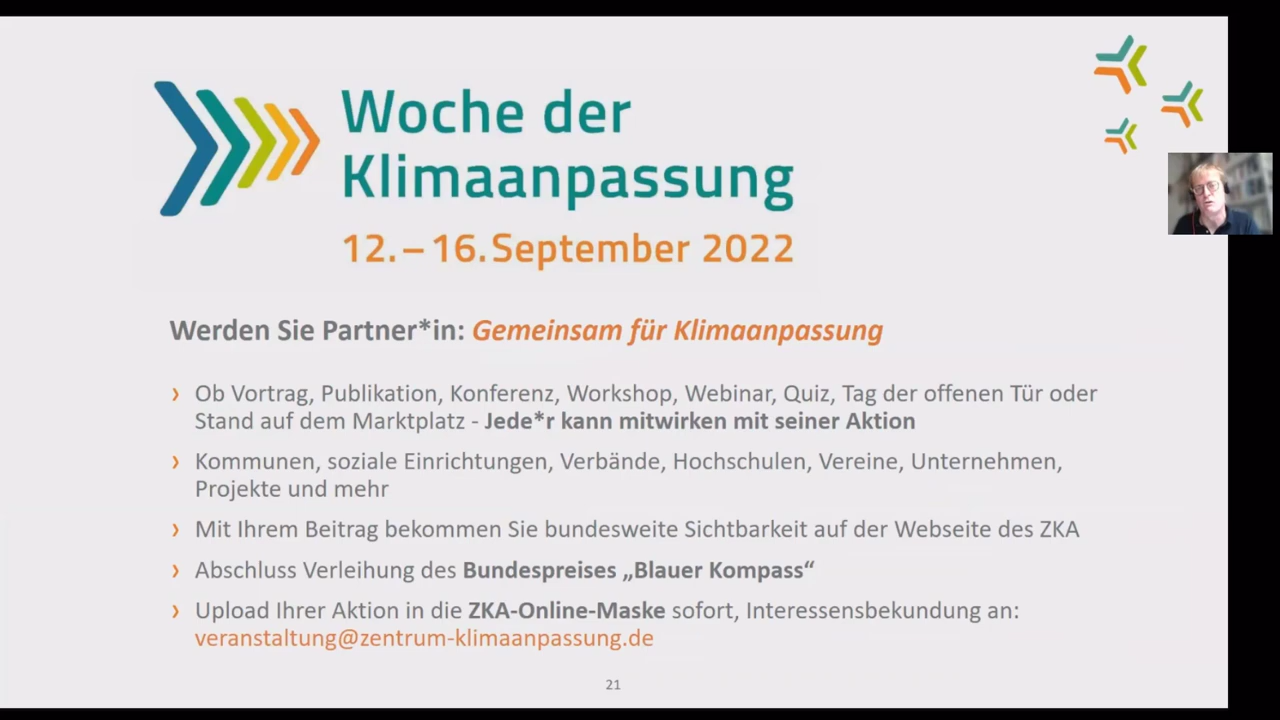 Woche der
Klimaanpassung
12. – 16. September 2022
Werden Sie Partner*in: Gemeinsam für Klimaanpassung
› Ob Vortrag, Publikation, Konferenz, Workshop, Webinar, Quiz, Tag der offenen Tür oder
Stand auf dem Marktplatz - Jede*r kann mitwirken mit seiner Aktion
› Kommunen, soziale Einrichtungen, Verbände, Hochschulen, Vereine, Unternehmen,
Projekte und mehr
› Mit Ihrem Beitrag bekommen Sie bundesweite Sichtbarkeit auf der Webseite des ZKA
› Abschluss Verleihung des Bundespreises „Blauer Kompass“
› Upload Ihrer Aktion in die ZKA-Online-Maske sofort, Interessensbekundung an:
veranstaltung@zentrum-klimaanpassung.de
21